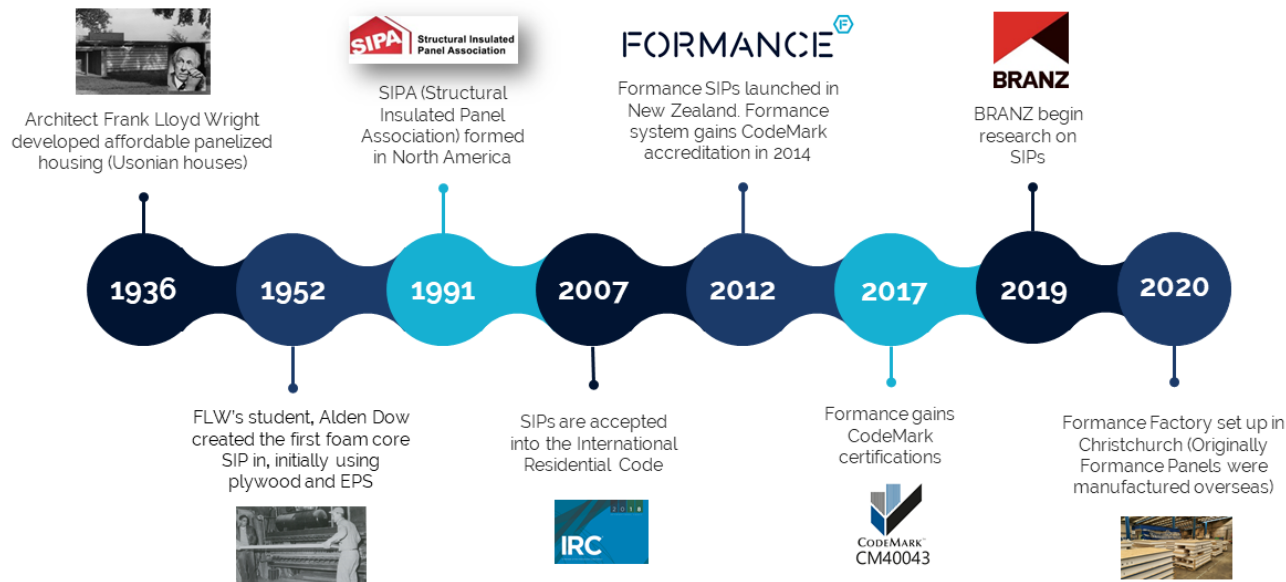 SIPA
Structural Insulated
Panel Association
FORMANCE
F
BRANZ
Architect Frank Lloyd Wright
developed affordable panelized
housing (Usonian houses)
SIPA (Structural
Insulated Panel
Association) formed
in North America
Formance SIPs launched in
New Zealand. Formance
system gains CodeMark
accreditation in 2014
BRANZ begin
research on
SIPs
1936
1952
1991
2007
2012
2017
2019
2020
FLW's student, Alden Dow
created the first foam core
SIP in, initially using
plywood and EPS
SIPs are accepted
into the International
Residential Code
2018
IRC
Formance gains
CodeMark
certifications
CODEMARK™
CM40043
Formance Factory set up in
Christchurch (Originally
Formance Panels were
manufactured overseas)